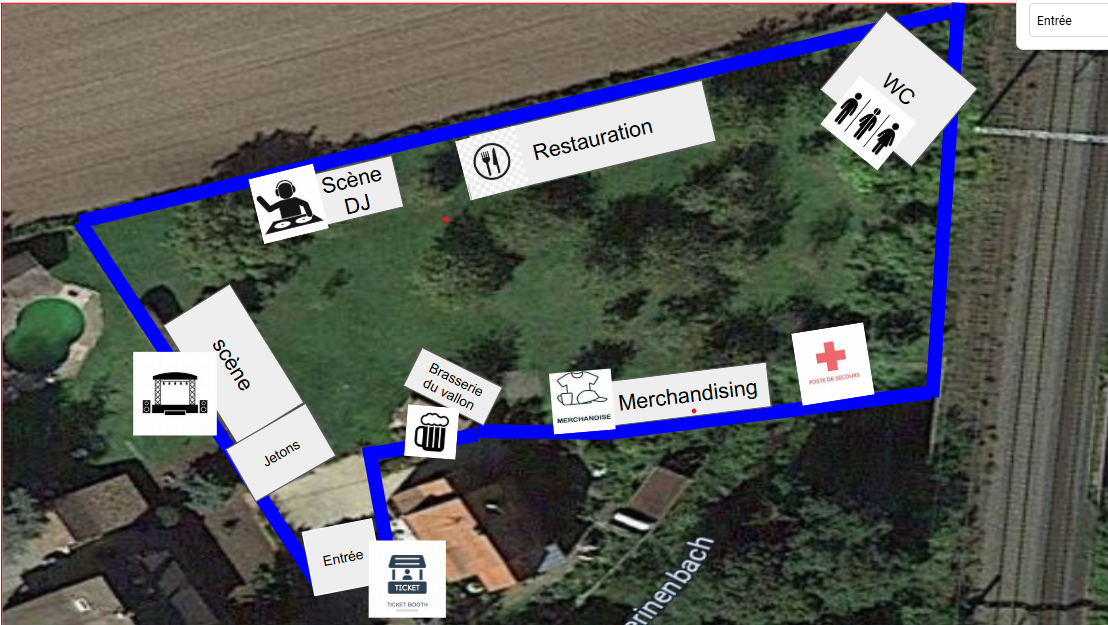 Entrée
WC
Restauration
Scène
DJ
scène
Brasserie
du vallon
Merchandising
MERCHANDISE
POSTE DE SECOURS
Jetons
Entrée
TICKET
TICKET BOOTH
erinenbach